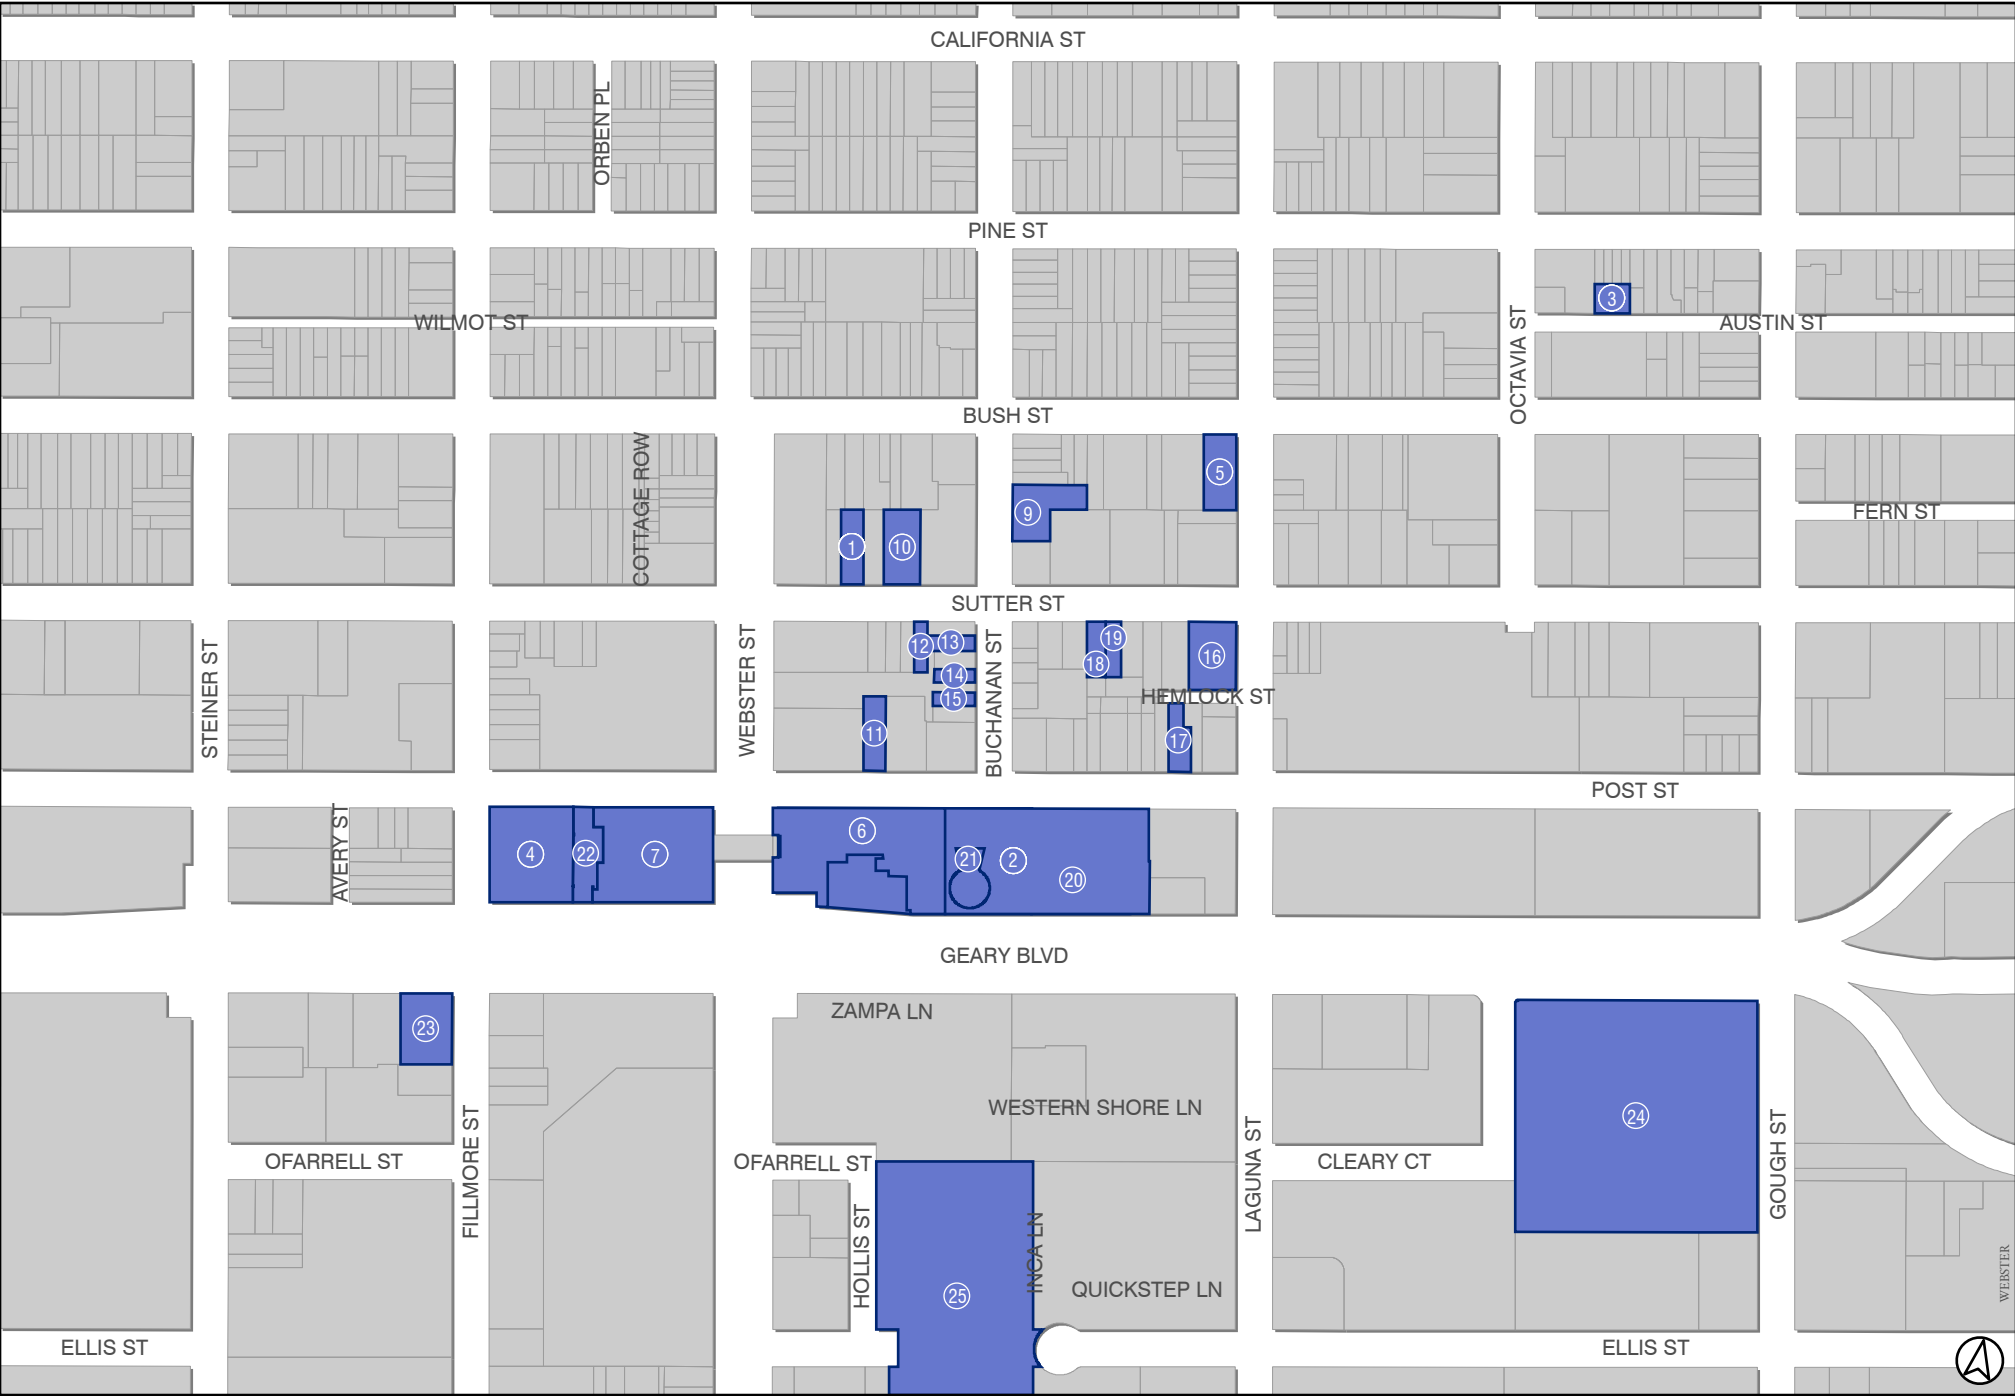 CALIFORNIA ST
ORBEN PL
PINE ST
3
WILMOT ST
AUSTIN ST
OCTAVIA ST
BUSH ST
COTTAGE ROW
5
9
FERN ST
1
10
SUTTER ST
STEINER ST
WEBSTER ST
BUCHANAN ST
12
13
19
14
18
16
15
HEMLOCK ST
11
17
POST ST
AVERY ST
4
22
7
6
21
2
20
GEARY BLVD
ZAMPA LN
23
WESTERN SHORE LN
24
FILLMORE ST
LAGUNA ST
GOUGH ST
OFARRELL ST
OFARRELL ST
CLEARY CT
HOLLIS ST
INCA LN
25
QUICKSTEP LN
WEBSTER
ELLIS ST
ELLIS ST